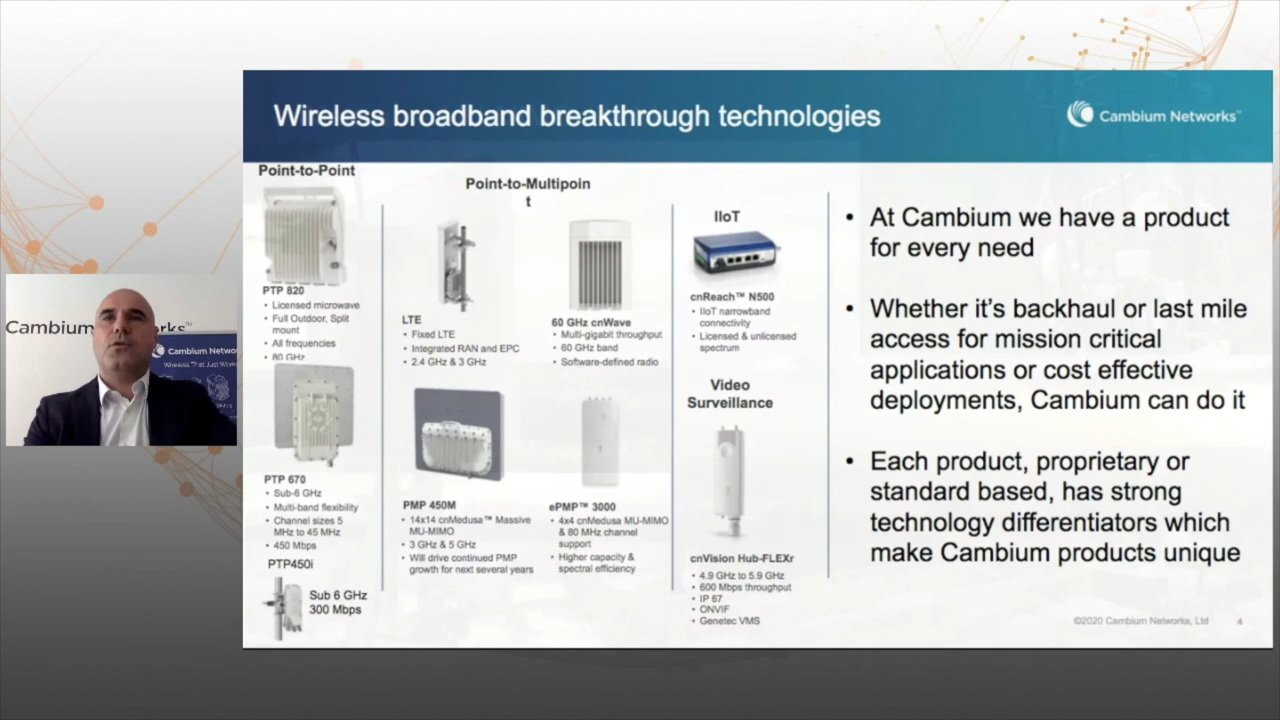 Wireless broadband breakthrough technologies
Cambium Networks™
Point-to-Point
PTP 820
• Licensed microwave
• Full Outdoor, Split
mount
• All frequencies
• 80 GHz
PTP 670
• Sub-6 GHz
• Multi-band flexibility
• Channel sizes 5
MHz to 45 MHz
• 450 Mbps
PTP450i
Sub 6 GHz
300 Mbps
Point-to-Multipoin
t
LTE
• Fixed LTE
• Integrated RAN and EPC
• 2.4 GHz & 3 GHz
60 GHz cnWave
• Multi-gigabit throughput
• 60 GHz band
• Software-defined radio
PMP 450M
• 14x14 cnMedusa™ Massive
MU-MIMO
• 3 GHz & 5 GHz
• Will drive continued PMP
growth for next several years
ePMP™ 3000
• 4x4 cnMedusa MU-MIMO
& 80 MHz channel
support
• Higher capacity &
spectral efficiency
IIoT
cnReach™ N500
• IIoT narrowband
connectivity
• Licensed & unlicensed
spectrum
Video
Surveillance
cnVision Hub-FLEXr
• 4.9 GHz to 5.9 GHz
• 600 Mbps throughput
• IP 67
• ONVIF
• Genetec VMS
• At Cambium we have a product
for every need
• Whether it's backhaul or last mile
access for mission critical
applications or cost effective
deployments, Cambium can do it
• Each product, proprietary or
standard based, has strong
technology differentiators which
make Cambium products unique
©2020 Cambium Networks, Ltd
4
Cambium
Cambium Networ
Wireless That Just Work